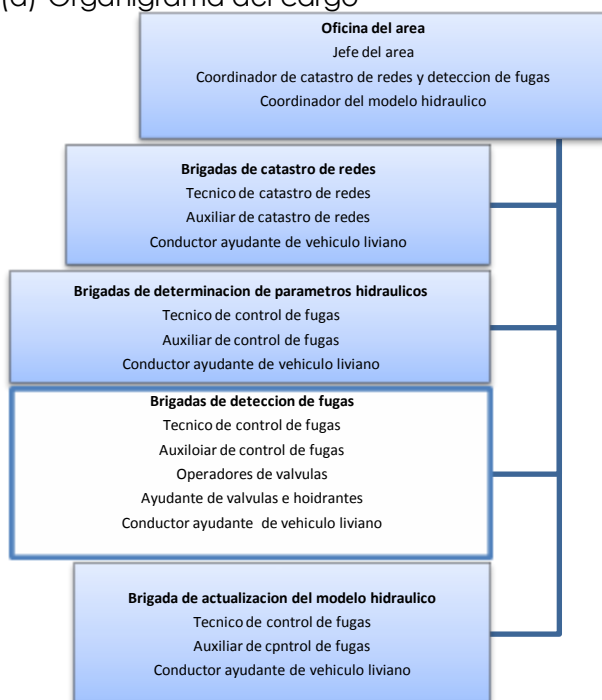 (d) Organigrama del cargo
Oficina del area
Jefe del area
Coordinador de catastro de redes y deteccion de fugas
Coordinador del modelo hidraulico
Brigadas de catastro de redes
Tecnico de catastro de redes
Auxiliar de catastro de redes
Conductor ayudante de vehiculo liviano
Brigadas de determinacion de parametros hidraulicos
Tecnico de control de fugas
Auxiliar de control de fugas
Conductor ayudante de vehiculo liviano
Brigadas de deteccion de fugas
Tecnico de control de fugas
Auxiloiar de control de fugas
Operadores de valvulas
Ayudante de valvulas e hoidrantes
Conductor ayudante de vehiculo liviano
Brigada de actualizacion del modelo hidraulico
Tecnico de control de fugas
Auxiliar de cpntrol de fugas
Conductor ayudante de vehiculo liviano